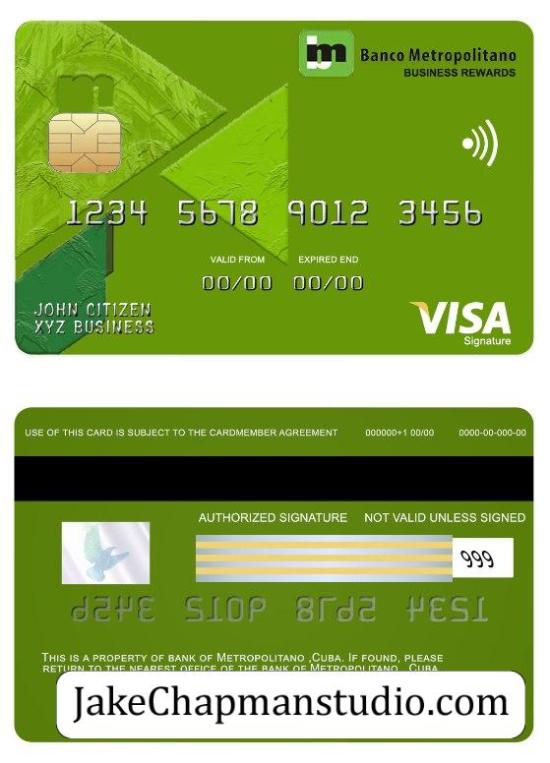 bm Banco Metropolitano
BUSINESS REWARDS
1234 5678 9012 3456
VALID FROM EXPIRED END
00/00 00/00
JOHN CITIZEN
XYZ BUSINESS
VISA
Signature
USE OF THIS CARD IS SUBJECT TO THE CARDMEMBER AGREEMENT 000000+1 00/00 0000-00-000-00
AUTHORIZED SIGNATURE NOT VALID UNLESS SIGNED
999
1234 5678 9012 3456
THIS IS A PROPERTY OF BANK OF METROPOLITANO ,CUBA. IF FOUND, PLEASE
RETURN TO THE NEAREST OFFICE OF THE BANK OF METROPOLITANO ,CUBA
JakeChapmanstudio.com